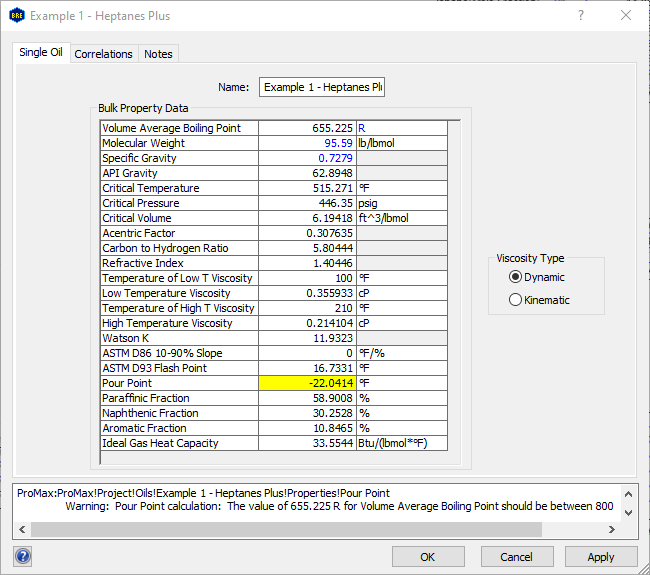 BRE Example 1 - Heptanes Plus ?
Single Oil Correlations Notes
Name: Example 1 - Heptanes Pl
Bulk Property Data
Volume Average Boiling Point 655.225 R
Molecular Weight 95.59 lb/lbmol
Specific Gravity 0.7279
API Gravity 62.8948
Critical Temperature 515.271 ºF
Critical Pressure 446.35 psig
Critical Volume 6.19418 ft^3/lbmol
Acentric Factor 0.307635
Carbon to Hydrogen Ratio 5.80444
Refractive Index 1.40446
Temperature of Low T Viscosity 100 ºF
Low Temperature Viscosity 0.355933 cP
Temperature of High T Viscosity 210 ºF
High Temperature Viscosity 0.214104 cP
Watson K 11.9323
ASTM D86 10-90% Slope 0 ºF/%
ASTM D93 Flash Point 16.7331 ºF
Pour Point -22.0414 ºF
Paraffinic Fraction 58.9008 %
Naphthenic Fraction 30.2528 %
Aromatic Fraction 10.8465 %
Ideal Gas Heat Capacity 33.5544 Btu/(lbmol*ºF)
Viscosity Type
Dynamic
Kinematic
ProMax:ProMax!Project!Oils!Example 1 - Heptanes Plus!Properties!Pour Point
Warning: Pour Point calculation: The value of 655.225 R for Volume Average Boiling Point should be between 800
? OK Cancel Apply